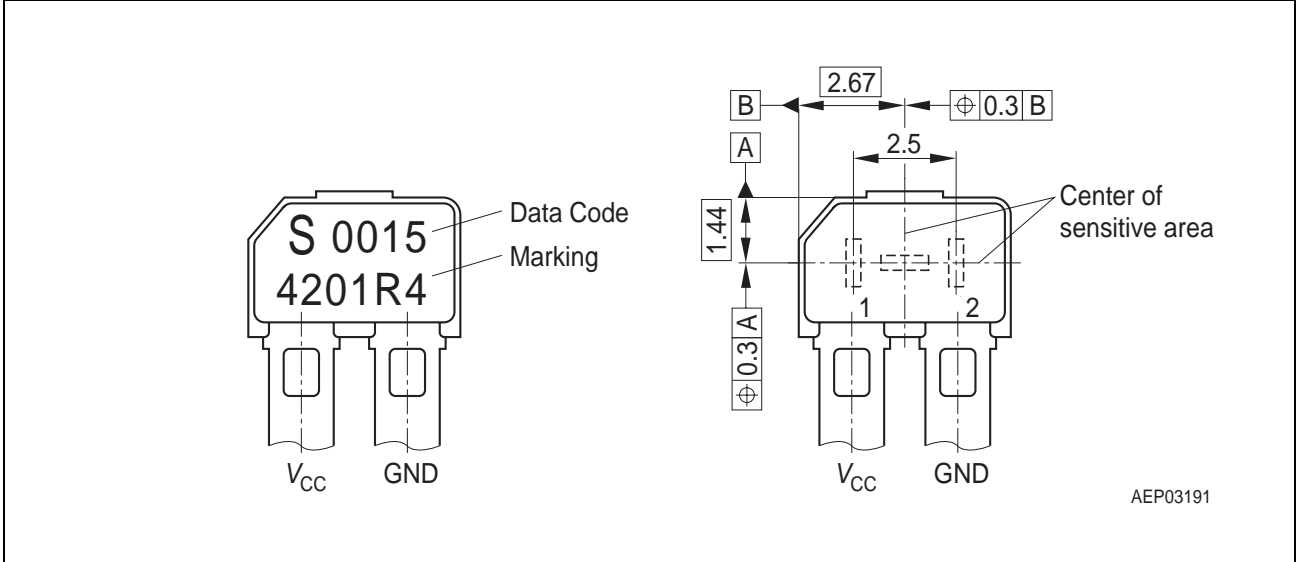 S 0015
4201R4
Data Code
Marking
VCC
GND
2.67
B
⌖ 0.3 B
A
2.5
1.44
Center of
sensitive area
1
2
⌖ 0.3 A
VCC
GND
AEP03191